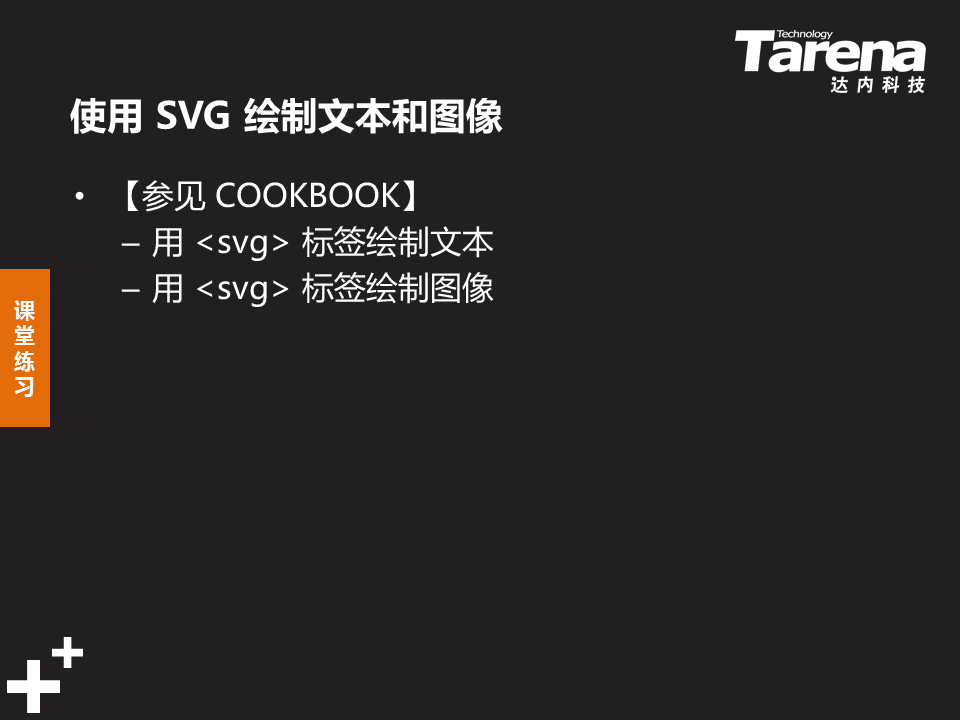 Technology
Tarena
达内科技
使用 SVG 绘制文本和图像
• 【参见 COOKBOOK】
– 用 <svg> 标签绘制文本
– 用 <svg> 标签绘制图像
课堂练习